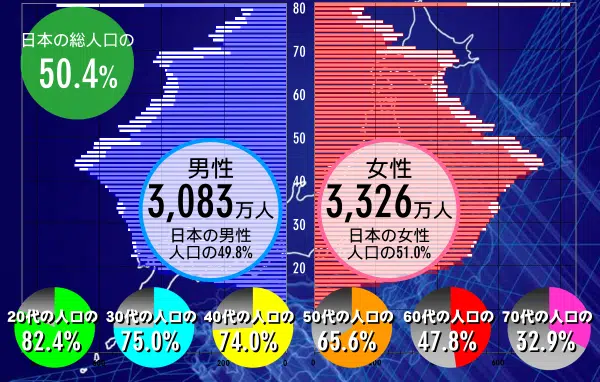 日本の総人口の
50.4%
80
70
60
50
40
30
20
男性
3,083万人
日本の男性
人口の49.8%
女性
3,326万人
日本の女性
人口の51.0%
20代の人口の
82.4%
30代の人口の
75.0%
40代の人口の
74.0%
50代の人口の
65.6%
60代の人口の
47.8%
70代の人口の
32.9%
200
0
0
600